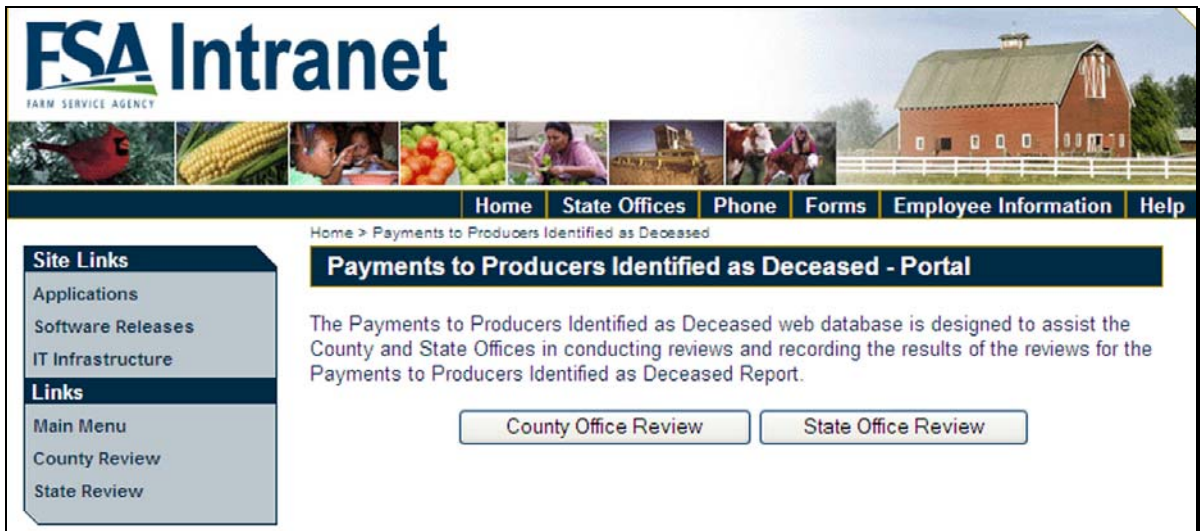 FSA Intranet
FARM SERVICE AGENCY
Home State Offices Phone Forms Employee Information Help
Home > Payments to Producers Identified as Deceased
Site Links
Applications
Software Releases
IT Infrastructure
Links
Main Menu
County Review
State Review
Payments to Producers Identified as Deceased - Portal
The Payments to Producers Identified as Deceased web database is designed to assist the
County and State Offices in conducting reviews and recording the results of the reviews for the
Payments to Producers Identified as Deceased Report.
County Office Review State Office Review